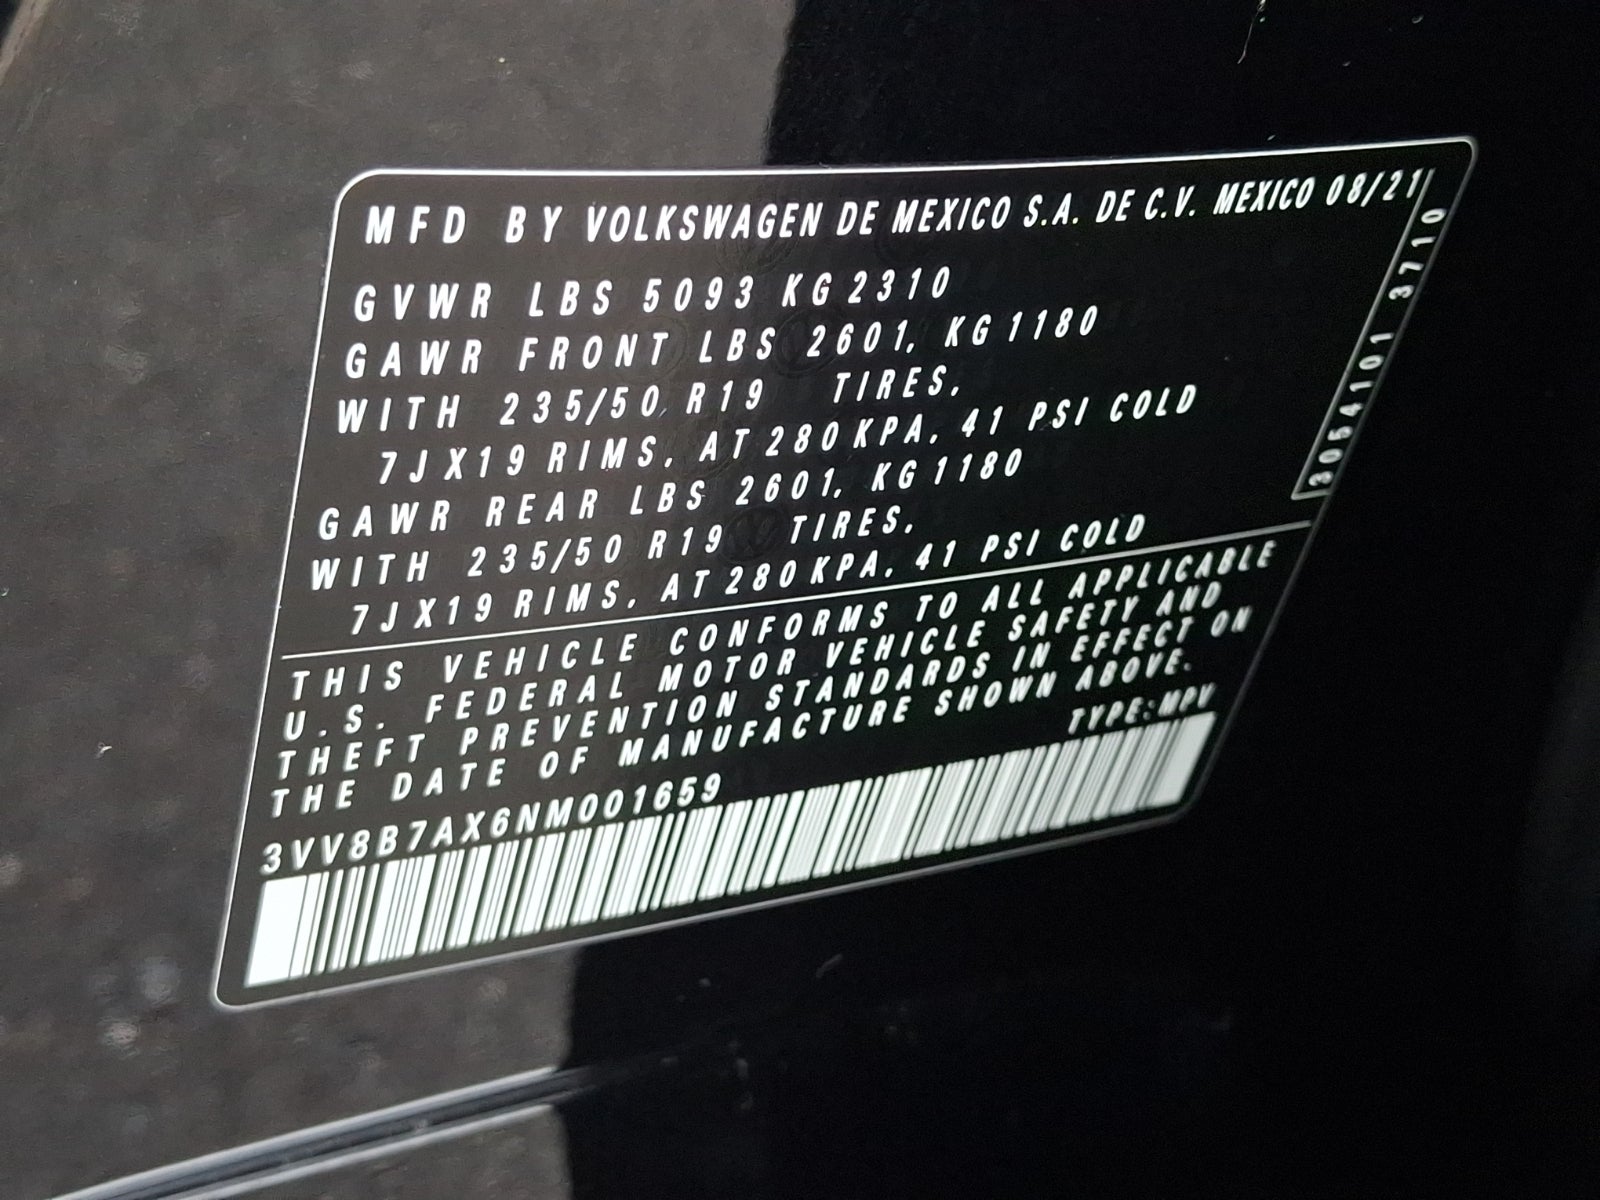 MFD BY VOLKSWAGEN DE MEXICO S.A. DE C.V. MEXICO 08/21
GVWR LBS 5093 KG 2310
GAWR FRONT LBS 2601, KG 1180
WITH 235/50 R19 TIRES,
7JX19 RIMS, AT 280 KPA, 41 PSI COLD
GAWR REAR LBS 2601, KG 1180
WITH 235/50 R19 TIRES,
7JX19 RIMS, AT 280 KPA, 41 PSI COLD
3054101 3710
THIS VEHICLE CONFORMS TO ALL APPLICABLE
U.S. FEDERAL MOTOR VEHICLE SAFETY AND
THEFT PREVENTION STANDARDS IN EFFECT ON
THE DATE OF MANUFACTURE SHOWN ABOVE.
TYPE:MPV
3VV8B7AX6NM001659